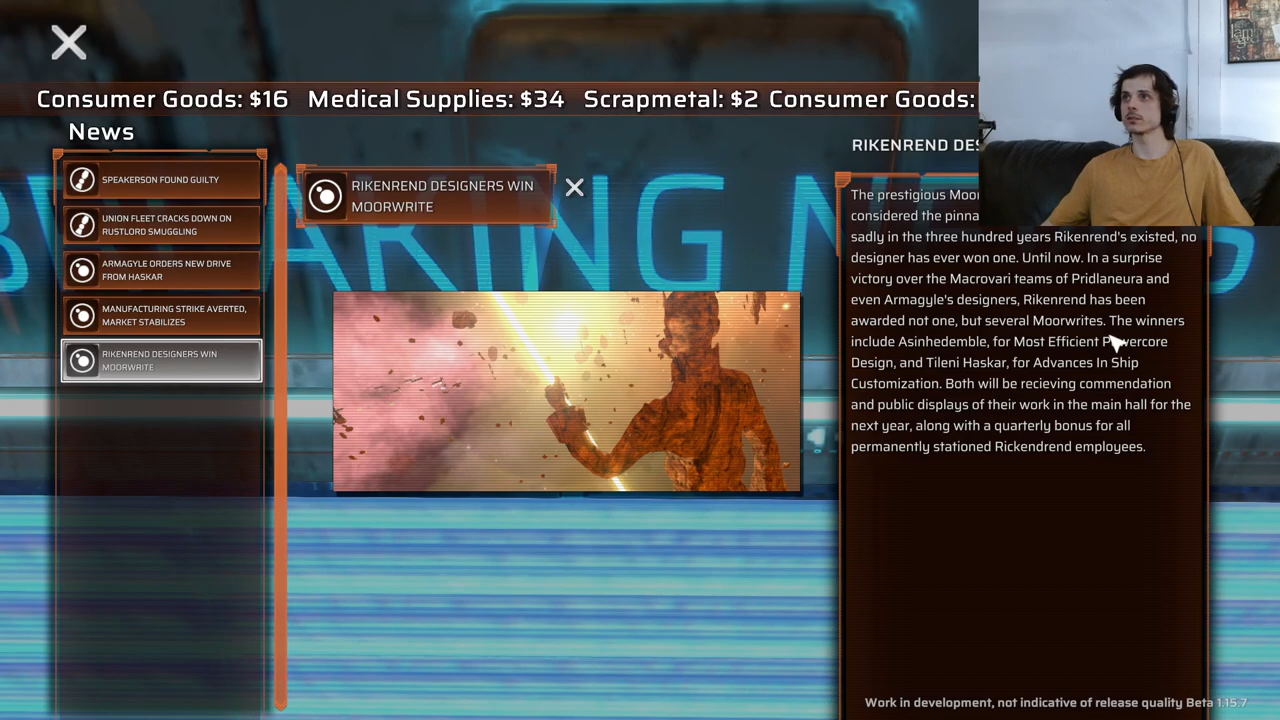 Consumer Goods: $16 Medical Supplies: $34 Scrapmetal: $2 Consumer Goods:
News
SPEAKERSON FOUND GUILTY
UNION FLEET CRACKS DOWN ON
RUSTLORD SMUGGLING
ARMAGYLE ORDERS NEW DRIVE
FROM HASKAR
MANUFACTURING STRIKE AVERTED,
MARKET STABILIZES
RIKENREND DESIGNERS WIN
MOORWRITE
RIKENREND DESIGNERS WIN
MOORWRITE
RIKENREND DES
The prestigious Moor
considered the pinna
sadly in the three hundred years Rikenrend's existed, no
designer has ever won one. Until now. In a surprise
victory over the Macrovari teams of Pridlaneura and
even Armagyle's designers, Rikenrend has been
awarded not one, but several Moorwrites. The winners
include Asinhedemble, for Most Efficient P wercore
Design, and Tileni Haskar, for Advances In Ship
Customization. Both will be recieving commendation
and public displays of their work in the main hall for the
next year, along with a quarterly bonus for all
permanently stationed Rickendrend employees.
Work in development, not indicative of release quality Beta 1.15.7